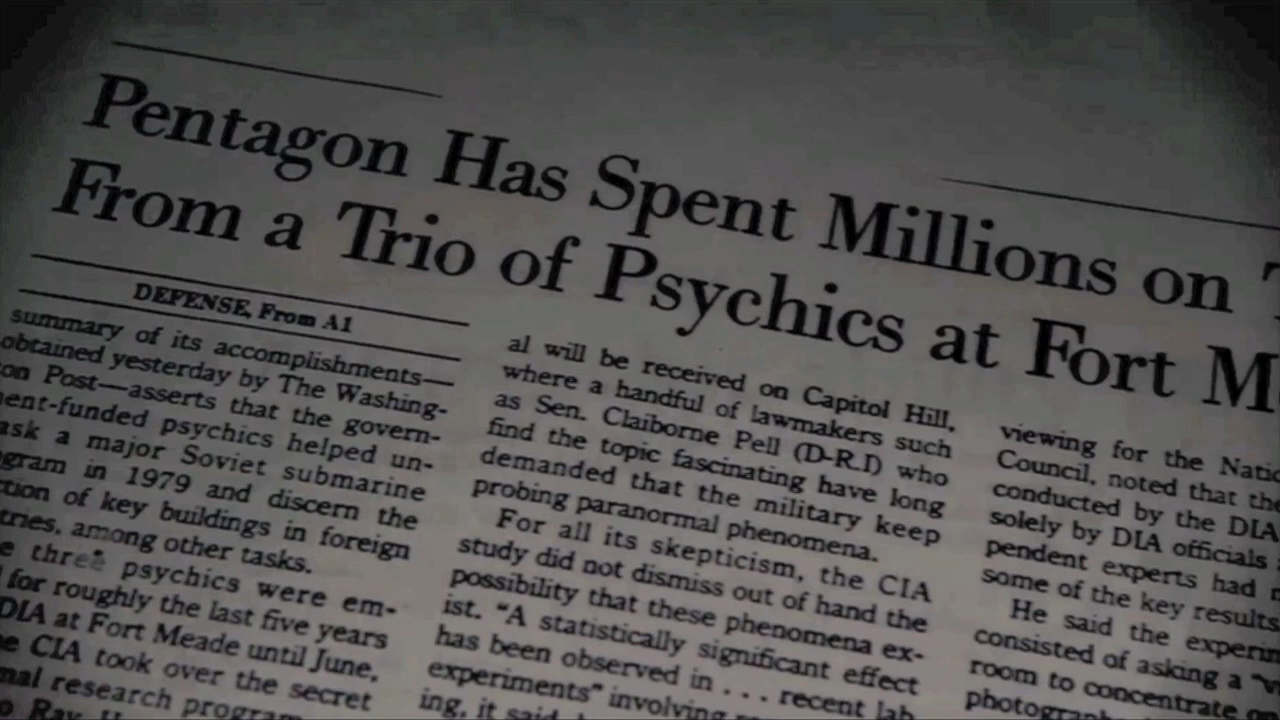 Pentagon Has Spent Millions on
From a Trio of Psychics at Fort M
DEFENSE, From A1
summary of its accomplishments—
obtained yesterday by The Washing-
on Post—asserts that the govern-
ent-funded psychics helped un-
ask a major Soviet submarine
gram in 1979 and discern the
ction of key buildings in foreign
tries, among other tasks.
e three psychics were em-
for roughly the last five years
DIA at Fort Meade until June,
e CIA took over the secret
nal research program
al will be received on Capitol Hill,
where a handful of lawmakers such
as Sen. Claiborne Pell (D-R.I) who
find the topic fascinating have long
demanded that the military keep
probing paranormal phenomena.
For all its skepticism, the CIA
study did not dismiss out of hand the
possibility that these phenomena ex-
ist. “A statistically significant effect
has been observed in . . . recent lab
experiments” involving
ing, it said
viewing for the Natio
Council, noted that the
conducted by the DIA
solely by DIA officials
pendent experts had
some of the key results
He said the experim
consisted of asking a
room to concentrate on
photograph